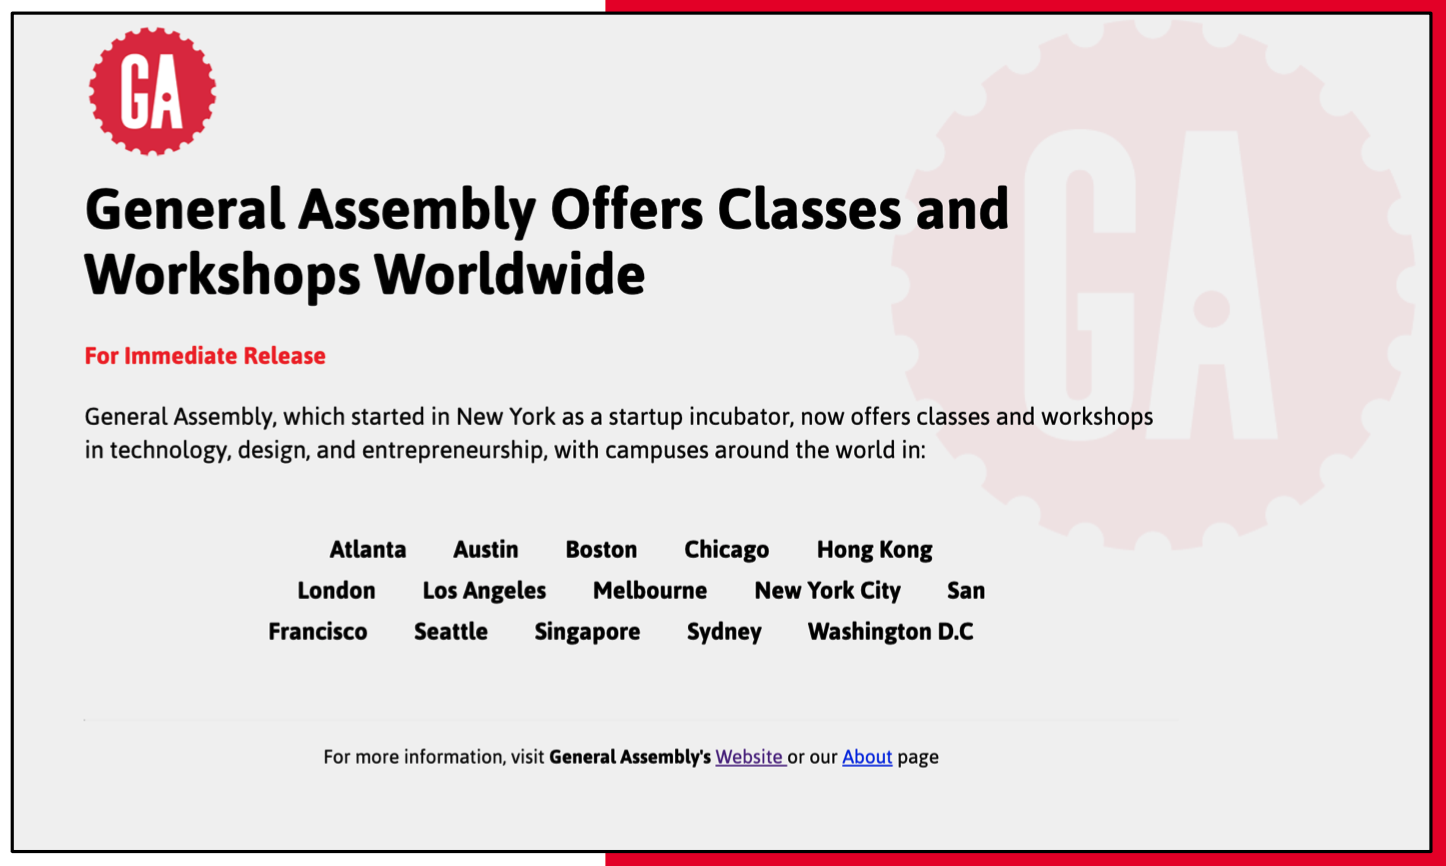 GA
General Assembly Offers Classes and
Workshops Worldwide
For Immediate Release
General Assembly, which started in New York as a startup incubator, now offers classes and workshops
in technology, design, and entrepreneurship, with campuses around the world in:
Atlanta Austin Boston Chicago Hong Kong
London Los Angeles Melbourne New York City San
Francisco Seattle Singapore Sydney Washington D.C
For more information, visit General Assembly's Website or our About page
GA